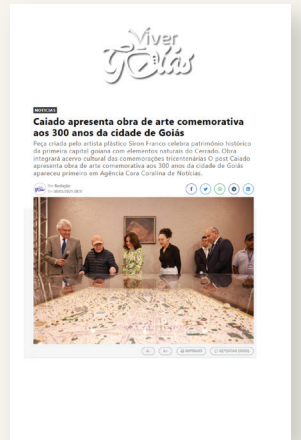 Viver
Goiás
NOTÍCIAS
Caiado apresenta obra de arte comemorativa
aos 300 anos da cidade de Goiás
Peça criada pelo artista plástico Siron Franco celebra patrimônio histórico
da primeira capital goiana com elementos naturais do Cerrado. Obra
integrará acervo cultural das comemorações tricentenárias O post Caiado
apresenta obra de arte comemorativa aos 300 anos da cidade de Goiás
apareceu primeiro em Agência Cora Coralina de Notícias.
Por Redação